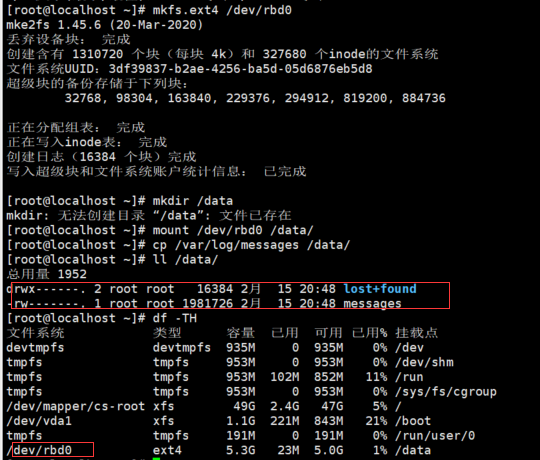 [root@localhost ~]# mkfs.ext4 /dev/rbd0
mke2fs 1.45.6 (20-Mar-2020)
丢弃设备块： 完成
创建含有 1310720 个块（每块 4k）和 327680 个inode的文件系统
文件系统UUID：3df39837-b2ae-4256-ba5d-05d6876eb5d8
超级块的备份存储于下列块：
32768, 98304, 163840, 229376, 294912, 819200, 884736
正在分配组表： 完成
正在写入inode表： 完成
创建日志（16384 个块）完成
写入超级块和文件系统账户统计信息： 已完成
[root@localhost ~]# mkdir /data
mkdir: 无法创建目录 “/data”: 文件已存在
[root@localhost ~]# mount /dev/rbd0 /data/
[root@localhost ~]# cp /var/log/messages /data/
[root@localhost ~]# ll /data/
总用量 1952
drwx------. 2 root root 16384 2月 15 20:48 lost+found
-rw-------. 1 root root 1981726 2月 15 20:48 messages
[root@localhost ~]# df -TH
文件系统 类型 容量 已用 可用 已用% 挂载点
devtmpfs devtmpfs 935M 0 935M 0% /dev
tmpfs tmpfs 953M 0 953M 0% /dev/shm
tmpfs tmpfs 953M 102M 852M 11% /run
tmpfs tmpfs 953M 0 953M 0% /sys/fs/cgroup
/dev/mapper/cs-root xfs 49G 2.4G 47G 5% /
/dev/vda1 xfs 1.1G 221M 843M 21% /boot
tmpfs tmpfs 191M 0 191M 0% /run/user/0
/dev/rbd0 ext4 5.3G 23M 5.0G 1% /data